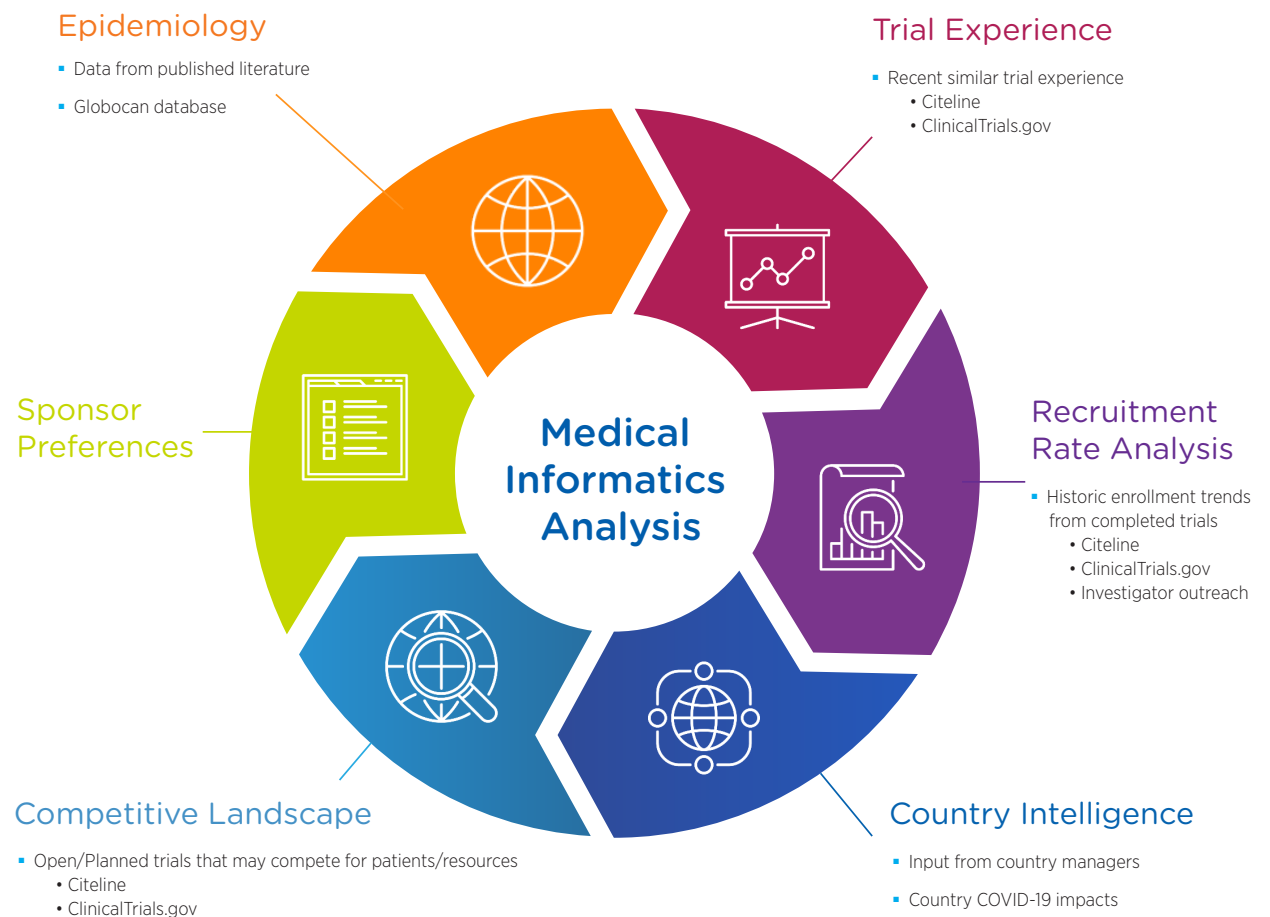 Epidemiology
▪ Data from published literature
▪ Globocan database
Trial Experience
▪ Recent similar trial experience
• Citeline
• ClinicalTrials.gov
Sponsor
Preferences
Medical
Informatics
Analysis
Recruitment
Rate Analysis
▪ Historic enrollment trends
from completed trials
• Citeline
• ClinicalTrials.gov
• Investigator outreach
Competitive Landscape
▪ Open/Planned trials that may compete for patients/resources
• Citeline
• ClinicalTrials.gov
Country Intelligence
▪ Input from country managers
▪ Country COVID-19 impacts